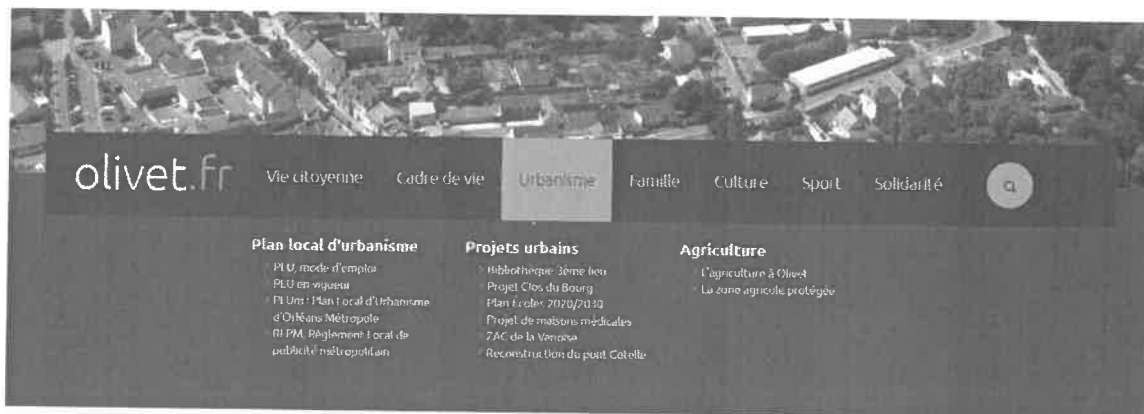 olivet.fr
Vie citoyenne Cadre de vie Urbanisme Famille Culture Sport Solidarité
Plan local d'urbanisme
PLU, mode d'emploi
PLU en vigueur
PLUm : Plan Local d'Urbanisme
d'Orléans Métropole
RLPM, Règlement Local de
publicité métropolitain
Projets urbains
Bibliothèque 3ème lieu
Projet Clos du Bourg
Plan Ecoles 2020/2030
Projet de maisons médicales
ZAC de la Vanoise
Reconstruction du pont Cotelle
Agriculture
L'agriculture à Olivet
La zone agricole protégée